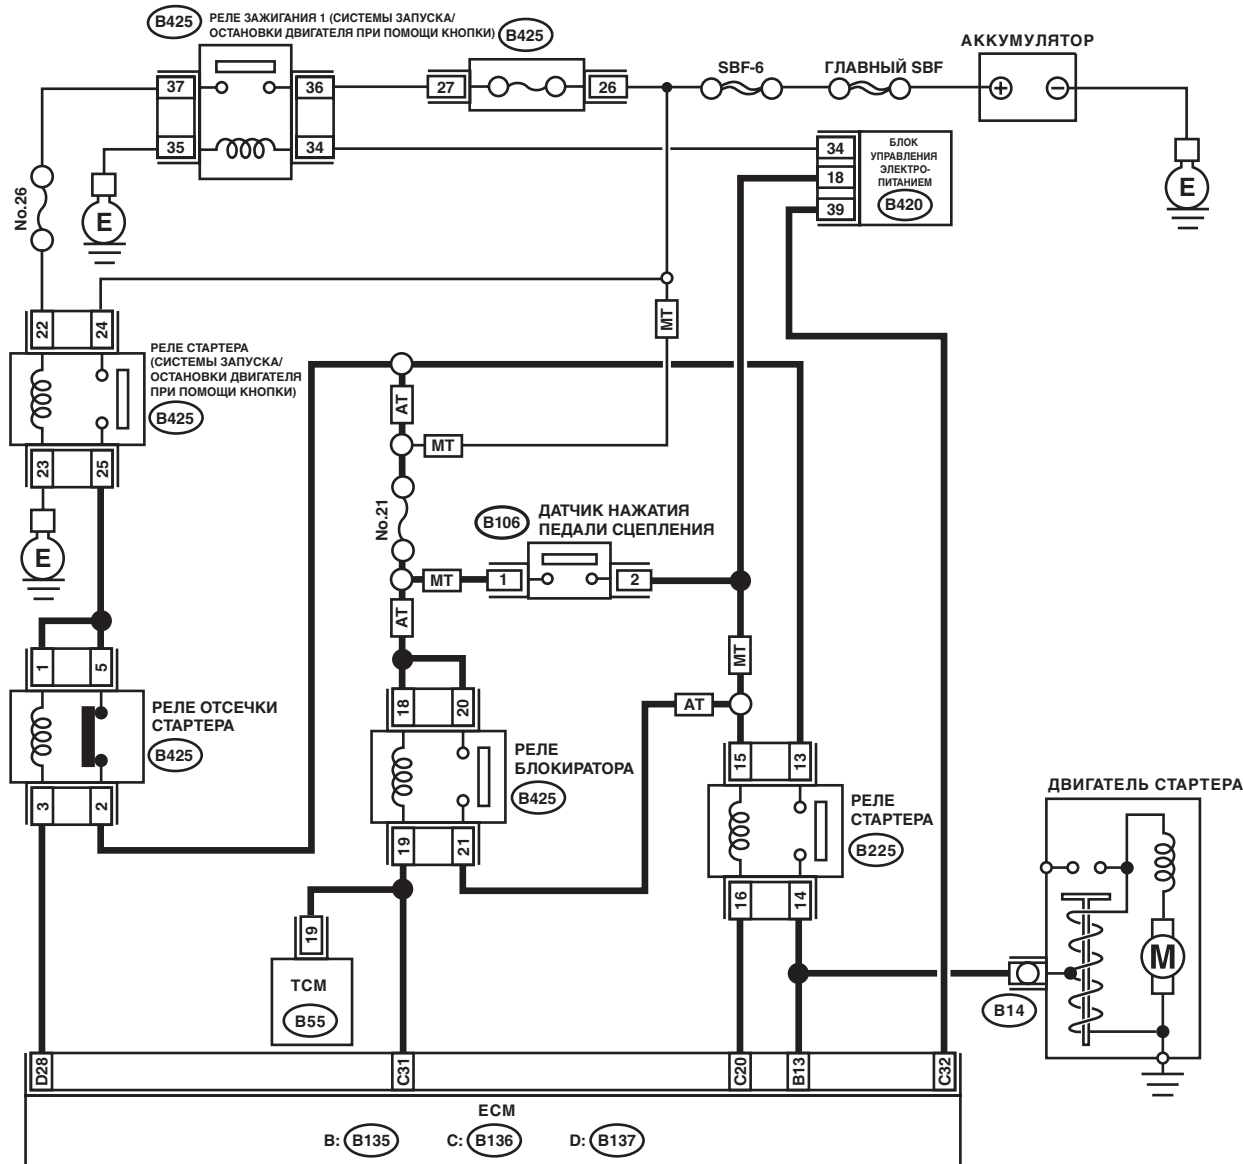 B425
РЕЛЕ ЗАЖИГАНИЯ 1 (СИСТЕМЫ ЗАПУСКА/
ОСТАНОВКИ ДВИГАТЕЛЯ ПРИ ПОМОЩИ КНОПКИ)
B425
АККУМУЛЯТОР
SBF-6
ГЛАВНЫЙ SBF
37
36
27
26
+
−
35
34
34
18
39
БЛОК
УПРАВЛЕНИЯ
ЭЛЕКТРО-
ПИТАНИЕМ
B420
No.26
E
E
22
24
MT
РЕЛЕ СТАРТЕРА
(СИСТЕМЫ ЗАПУСКА/
ОСТАНОВКИ ДВИГАТЕЛЯ
ПРИ ПОМОЩИ КНОПКИ)
B425
AT
MT
23
25
No.21
E
B106
ДАТЧИК НАЖАТИЯ
ПЕДАЛИ СЦЕПЛЕНИЯ
MT
1
2
AT
MT
1
5
AT
РЕЛЕ ОТСЕЧКИ
СТАРТЕРА
B425
18
20
РЕЛЕ
БЛОКИРАТОРА
B425
15
13
3
2
РЕЛЕ
СТАРТЕРА
B225
ДВИГАТЕЛЬ СТАРТЕРА
19
21
16
14
19
TCM
B55
M
B14
D28
C31
C20
B13
C32
ECM
B: B135
C: B136
D: B137